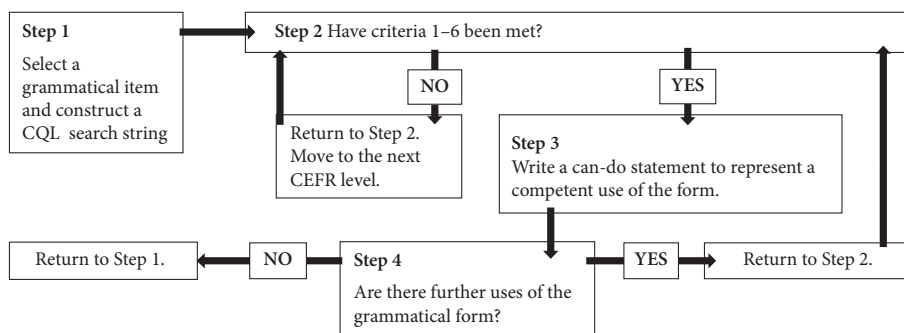 Step 1
Select a
grammatical item
and construct a
CQL search string
Step 2 Have criteria 1–6 been met?
NO
YES
Return to Step 2.
Move to the next
CEFR level.
Step 3
Write a can-do statement to represent a
competent use of the form.
Return to Step 1.
NO
Step 4
Are there further uses of the
grammatical form?
YES
Return to Step 2.